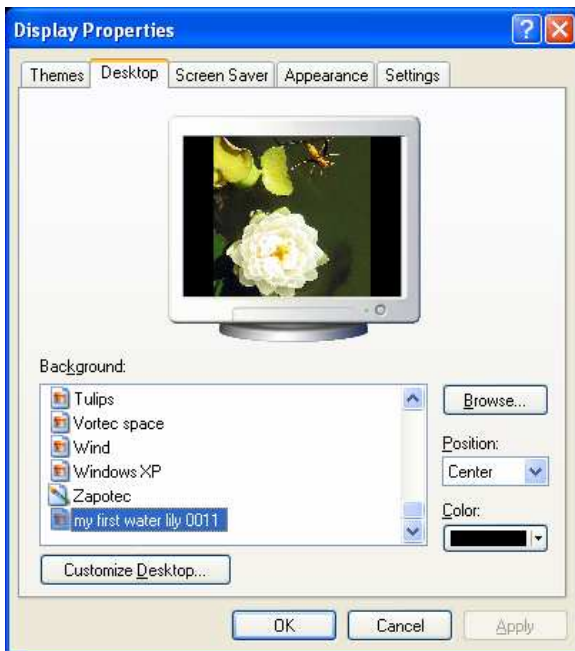 Display Properties
Themes Desktop Screen Saver Appearance Settings
Background:
Tulips
Vortec space
Wind
Windows XP
Zapotec
my first water lily 0011
Browse...
Position:
Center
Color:
Customize Desktop...
OK Cancel Apply